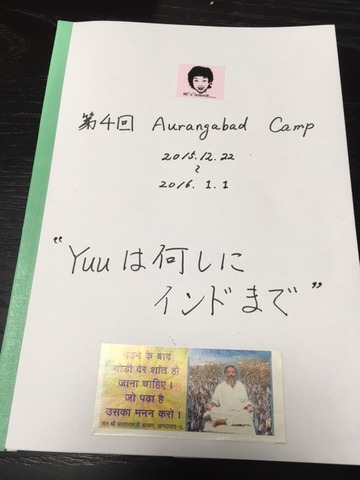 第4回 Aurangabad Camp
2015.12.22
～
2016.1.1
"Yuuは何しに
インドまで"
पढ़ने के बाद
थोड़ी देर शांत हो
जाना चाहिए।
जो पढ़ा है
उसका मनन करो।